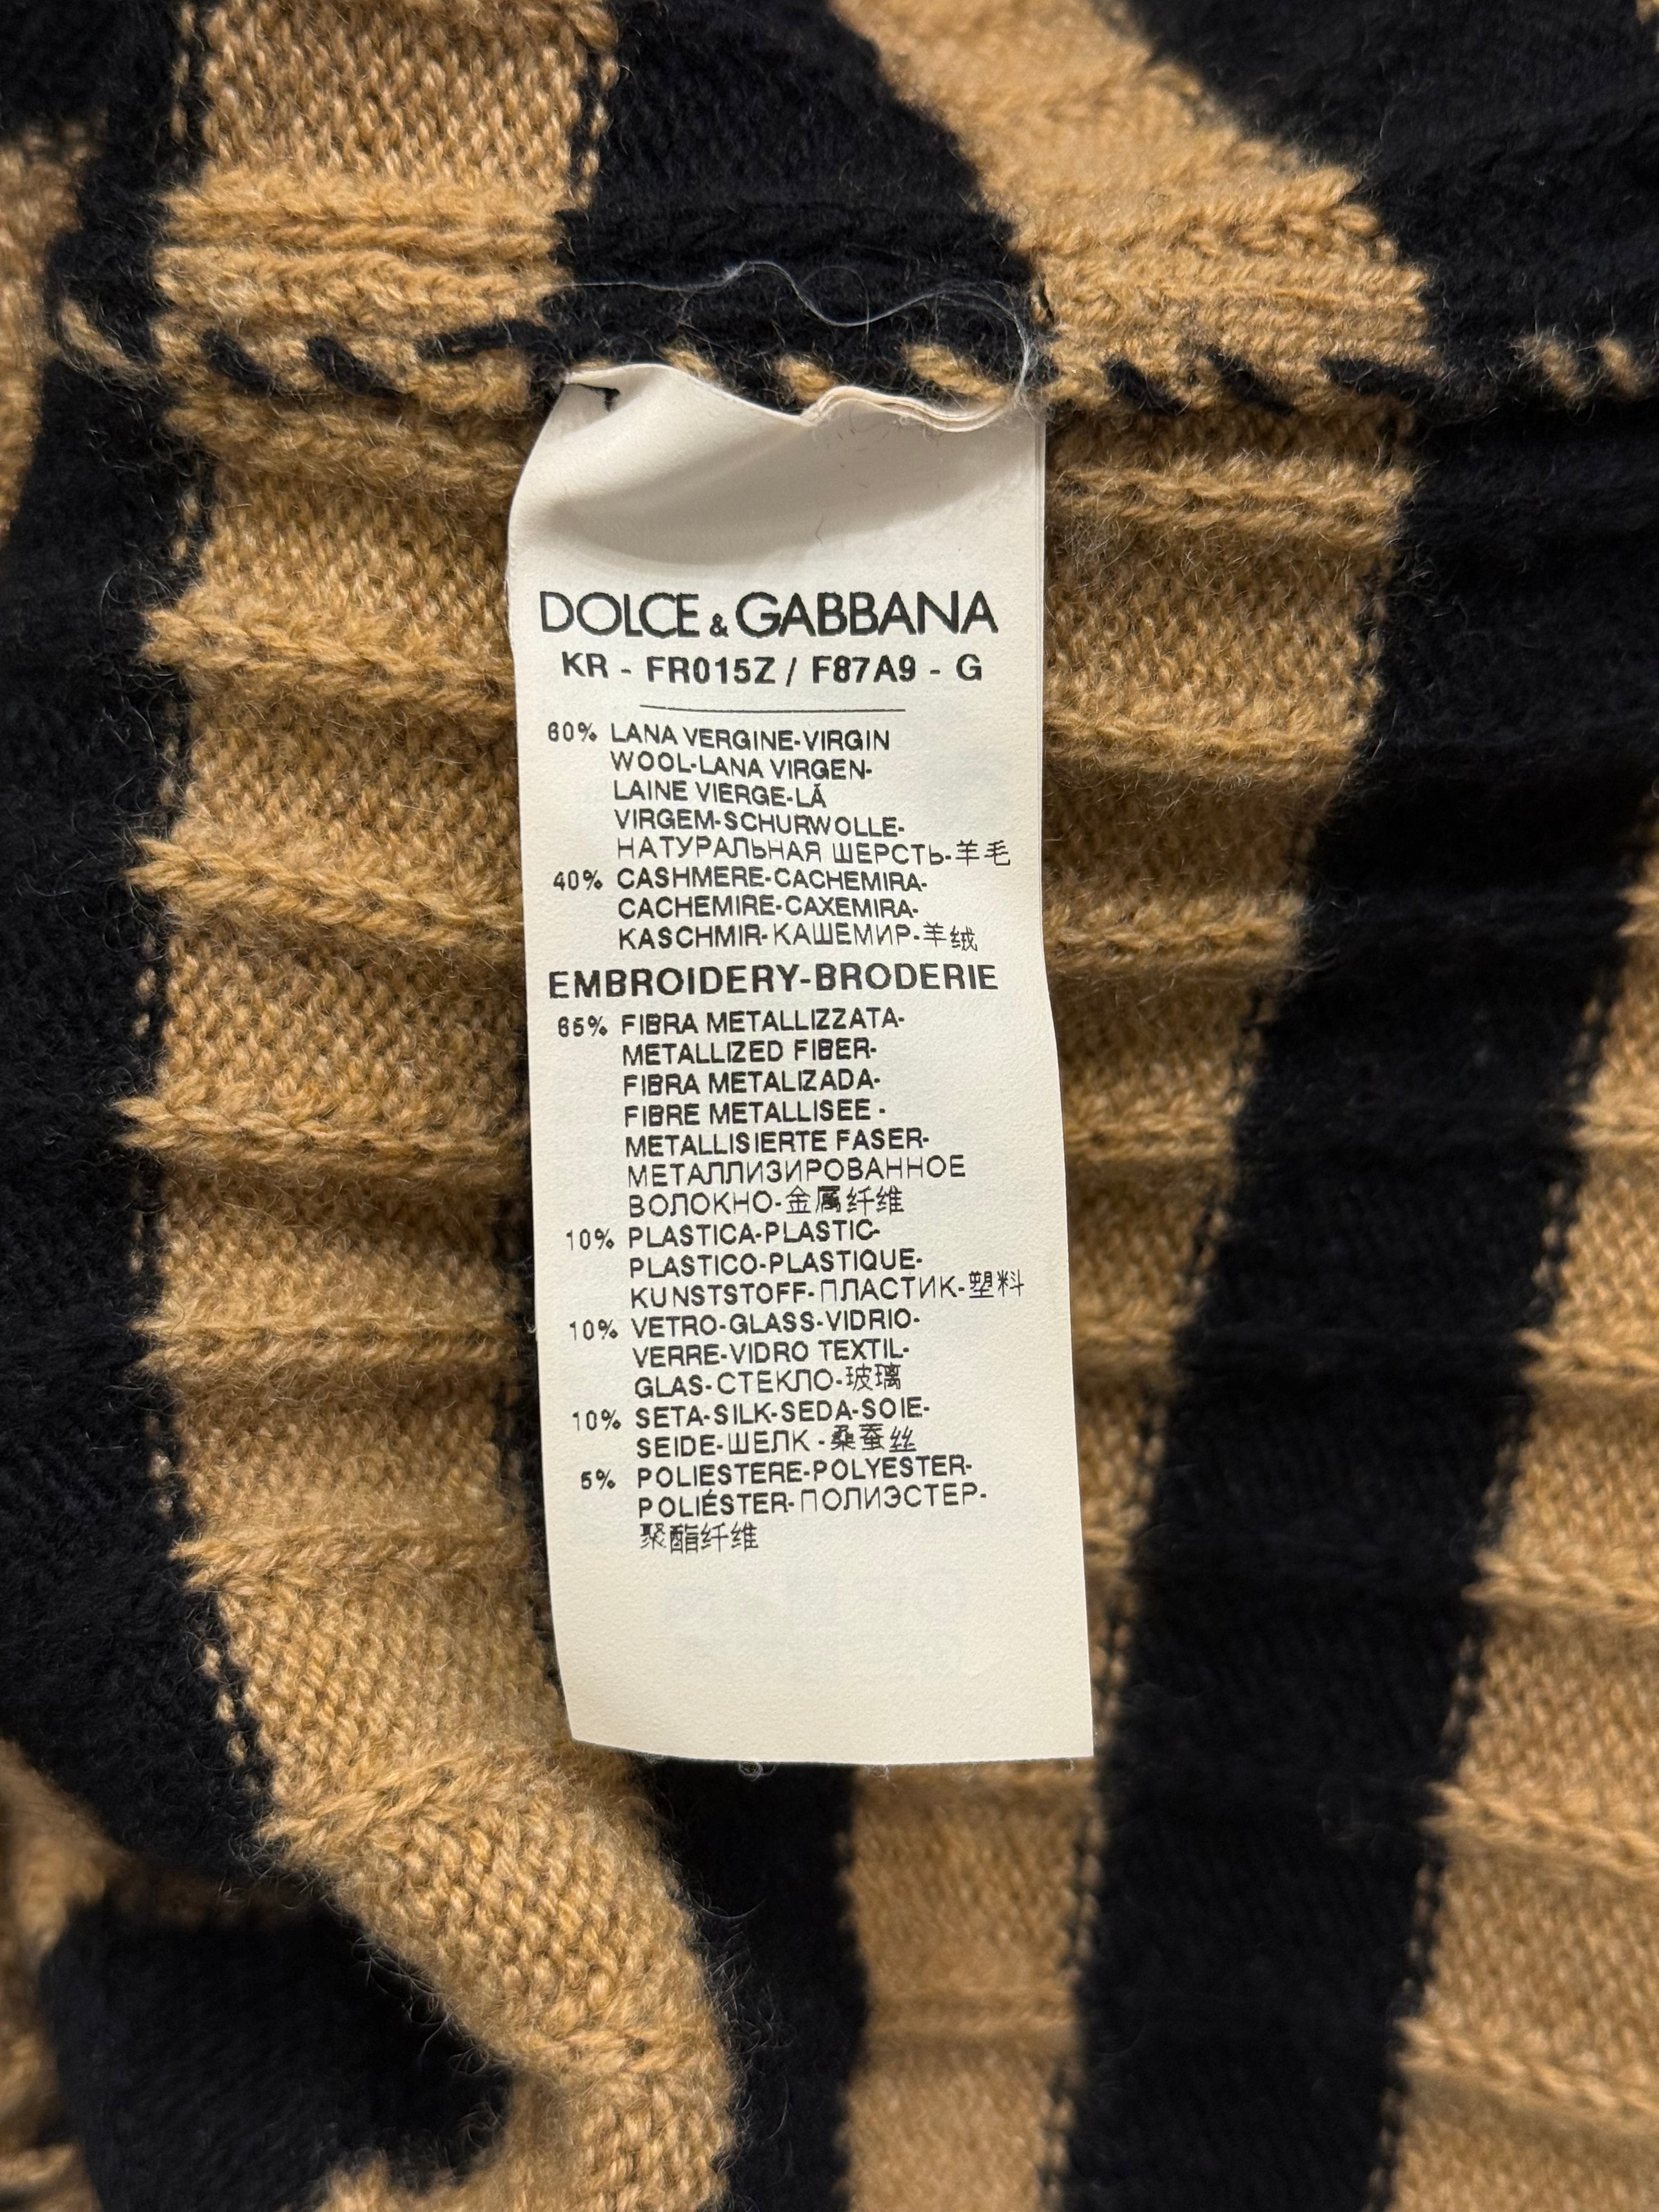 DOLCE & GABBANA
KR - FR015Z / F87A9 - G
60% LANA VERGINE-VIRGIN
WOOL-LANA VIRGEN-
LAINE VIERGE-LÃ
VIRGEM-SCHURWOLLE-
НАТУРАЛЬНАЯ ШЕРСТЬ-羊毛
40% CASHMERE-CACHEMIRA-
CACHEMIRE-CAXEMIRA-
KASCHMIR-КАШЕМИР-羊绒
EMBROIDERY-BRODERIE
65% FIBRA METALLIZZATA-
METALLIZED FIBER-
FIBRA METALIZADA-
FIBRE METALLISEE -
METALLISIERTE FASER-
МЕТАЛЛИЗИРОВАННОЕ
ВОЛОКНО-金属纤维
10% PLASTICA-PLASTIC-
PLASTICO-PLASTIQUE-
KUNSTSTOFF-ПЛАСТИК-塑料
10% VETRO-GLASS-VIDRIO-
VERRE-VIDRO TEXTIL-
GLAS-СТЕКЛО-玻璃
10% SETA-SILK-SEDA-SOIE-
SEIDE-ШЕЛК -桑蚕丝
5% POLIESTERE-POLYESTER-
POLIÉSTER-ПОЛИЭСТЕР-
聚酯纤维